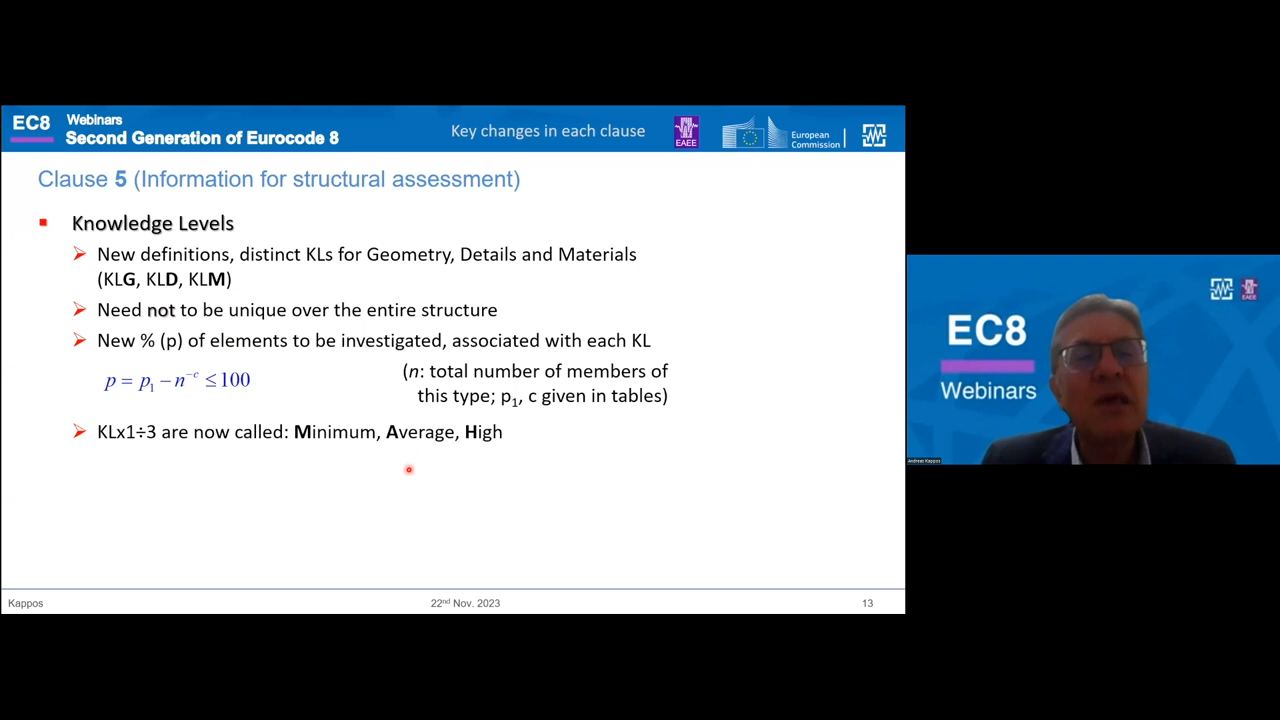 EC8
Webinars
Second Generation of Eurocode 8
Key changes in each clause
EAEE
European
Commission
Clause 5 (Information for structural assessment)
Knowledge Levels
New definitions, distinct KLs for Geometry, Details and Materials
(KLG, KLD, KLM)
Need not to be unique over the entire structure
New % (p) of elements to be investigated, associated with each KL
p = p₁ − n⁻ᶜ ≤ 100
(n: total number of members of
this type; p₁, c given in tables)
KLx1÷3 are now called: Minimum, Average, High
Kappos
22nd Nov. 2023
13
EAEE
EC8
Webinars
Andreas Kappos